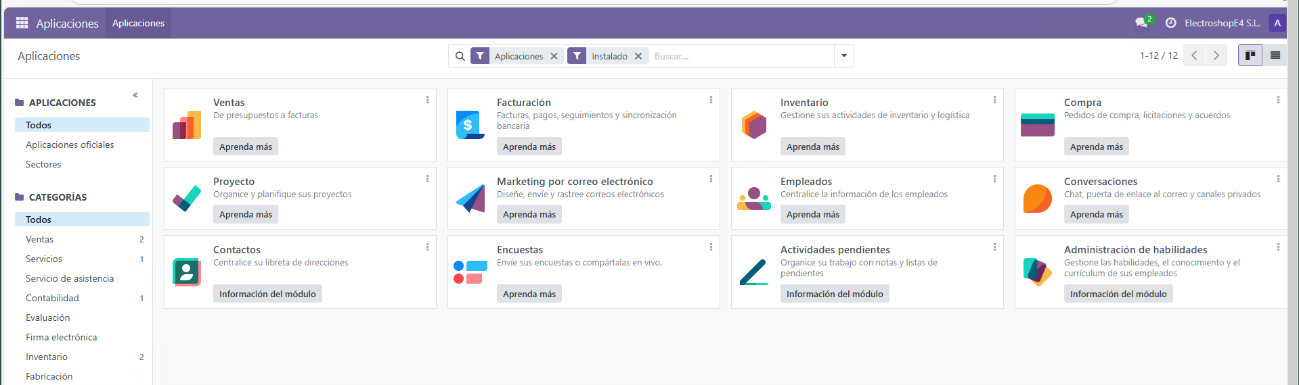 Aplicaciones Aplicaciones 2 ElectroshopE4 S.L. A
Aplicaciones Aplicaciones Instalado Buscar... 1-12 / 12
APLICACIONES «
Todos
Aplicaciones oficiales
Sectores
CATEGORÍAS
Todos
Ventas 2
Servicios 1
Servicio de asistencia
Contabilidad 1
Evaluación
Firma electrónica
Inventario 2
Fabricación
Ventas
De presupuestos a facturas
Aprenda más
Facturación
Facturas, pagos, seguimientos y sincronización
bancaria
Aprenda más
Inventario
Gestione sus actividades de inventario y logística
Aprenda más
Compra
Pedidos de compra, licitaciones y acuerdos
Aprenda más
Proyecto
Organice y planifique sus proyectos
Aprenda más
Marketing por correo electrónico
Diseñe, envíe y rastree correos electrónicos
Aprenda más
Empleados
Centralice la información de los empleados
Aprenda más
Conversaciones
Chat, puerta de enlace al correo y canales privados
Aprenda más
Contactos
Centralice su libreta de direcciones
Información del módulo
Encuestas
Envíe sus encuestas o compártalas en vivo.
Aprenda más
Actividades pendientes
Organice su trabajo con notas y listas de
pendientes
Información del módulo
Administración de habilidades
Gestione las habilidades, el conocimiento y el
currículum de sus empleados
Información del módulo